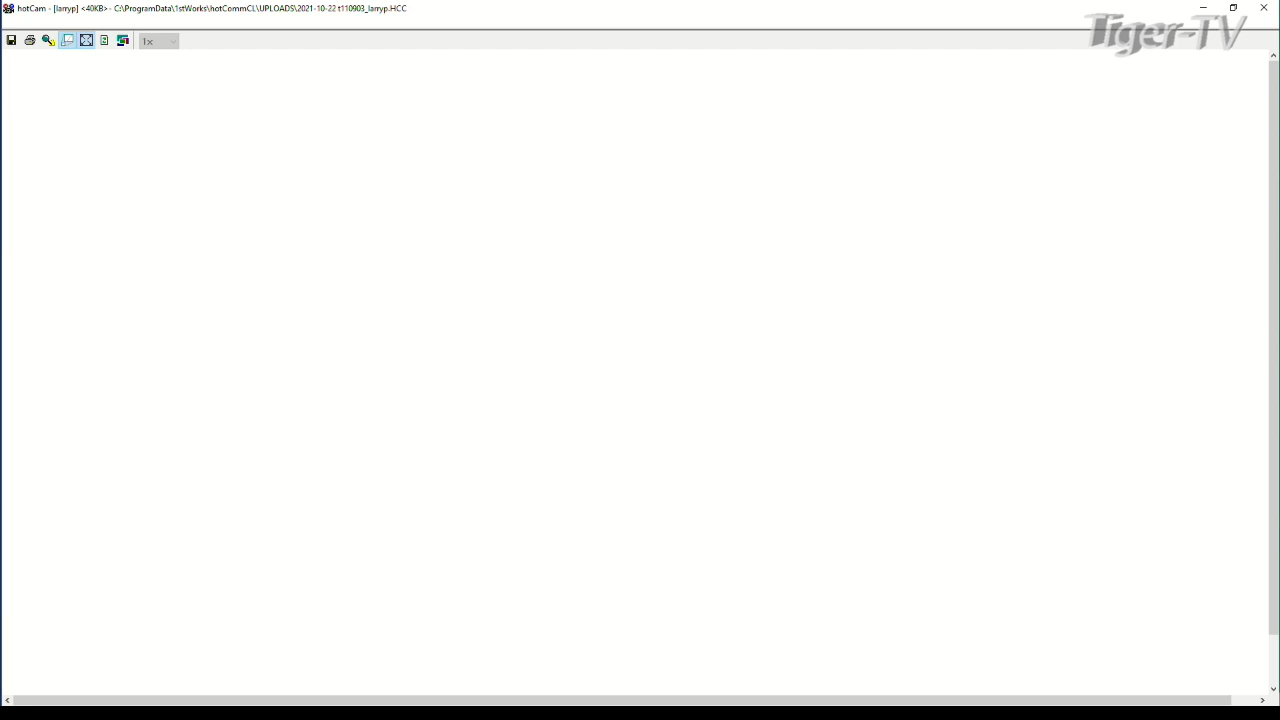 hotCam - [larryp] <40KB> - C:\ProgramData\1stWorks\hotCommCL\UPLOADS\2021-10-22 t110903_larryp.HCC
Tiger-TV
1x